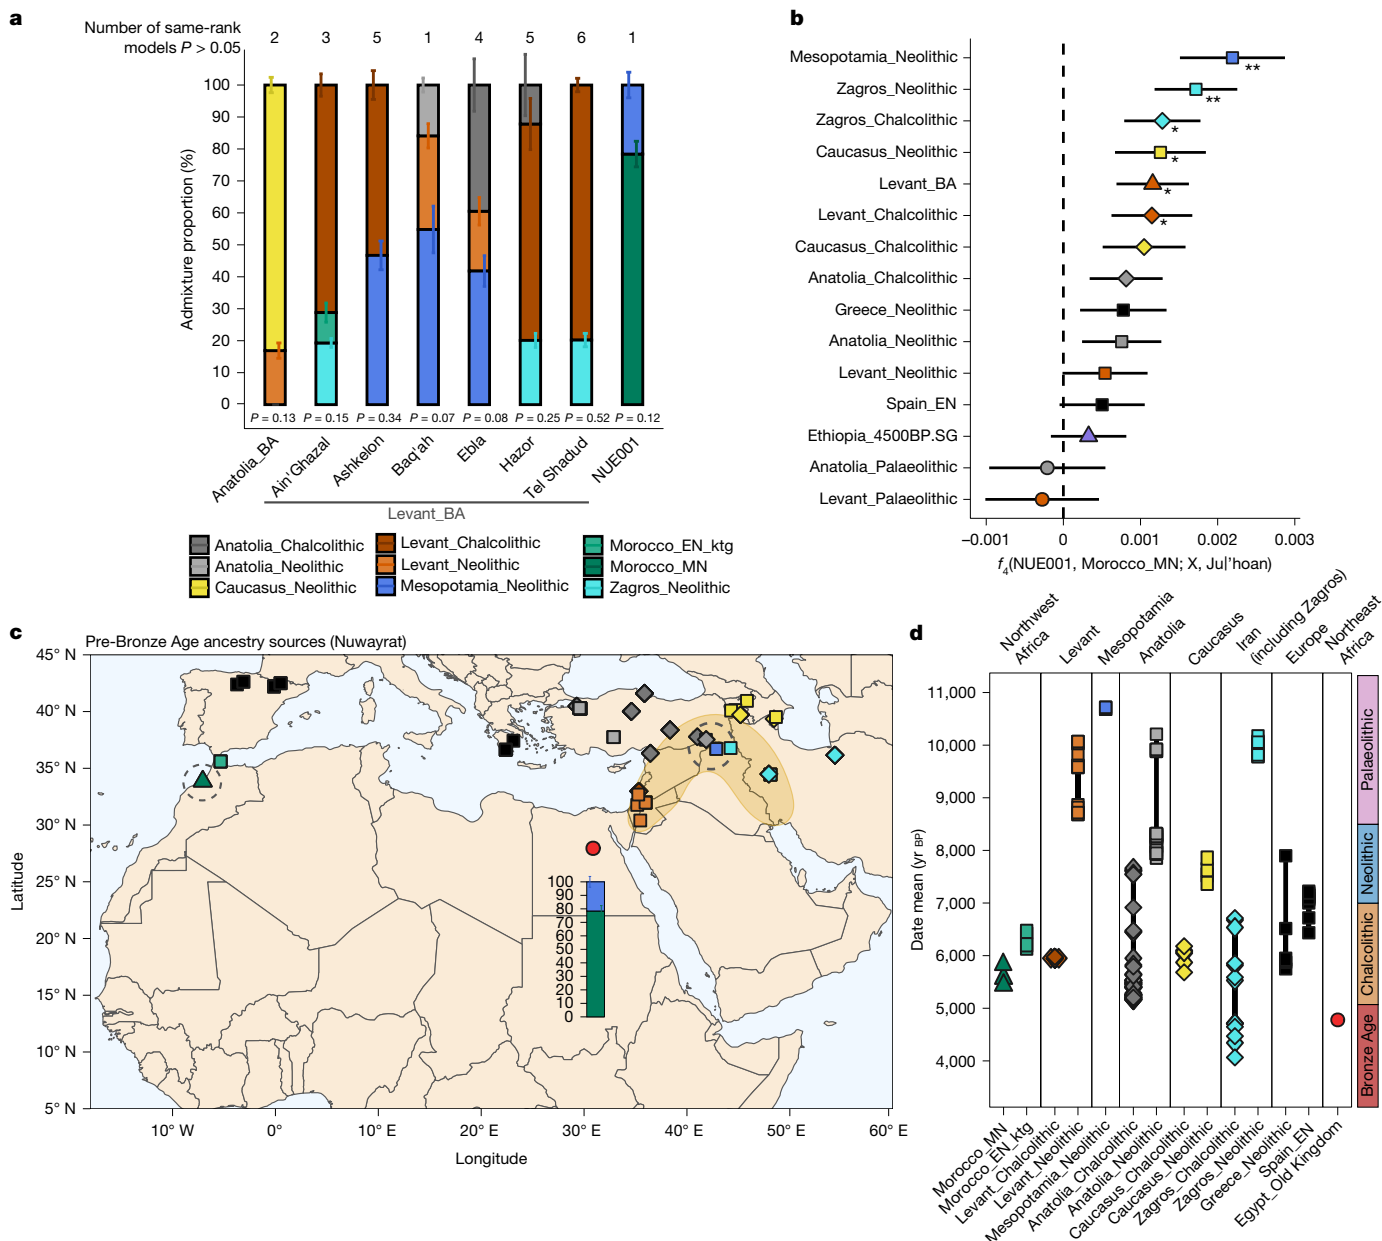 a
Number of same-rank
models P > 0.05
2 3 5 1 4 5 6 1
Admixture proportion (%)
100
90
80
70
60
50
40
30
20
10
0
P = 0.13 P = 0.15 P = 0.34 P = 0.07 P = 0.08 P = 0.25 P = 0.52 P = 0.12
Anatolia_BA
Ain'Ghazal
Ashkelon
Baq'ah
Ebla
Hazor
Tel Shadud
NUE001
Levant_BA
Anatolia_Chalcolithic
Anatolia_Neolithic
Caucasus_Neolithic
Levant_Chalcolithic
Levant_Neolithic
Mesopotamia_Neolithic
Morocco_EN_ktg
Morocco_MN
Zagros_Neolithic
b
Mesopotamia_Neolithic
**
Zagros_Neolithic
**
Zagros_Chalcolithic
*
Caucasus_Neolithic
*
Levant_BA
*
Levant_Chalcolithic
*
Caucasus_Chalcolithic
Anatolia_Chalcolithic
Greece_Neolithic
Anatolia_Neolithic
Levant_Neolithic
Spain_EN
Ethiopia_4500BP.SG
Anatolia_Palaeolithic
Levant_Palaeolithic
−0.001 0 0.001 0.002 0.003
f4(NUE001, Morocco_MN; X, Ju|'hoan)
c
Pre-Bronze Age ancestry sources (Nuwayrat)
45° N
40° N
35° N
30° N
25° N
20° N
15° N
10° N
5° N
Latitude
100
90
80
70
60
50
40
30
20
10
0
10° W 0° 10° E 20° E 30° E 40° E 50° E 60° E
Longitude
d
Northwest
Africa
Levant
Mesopotamia
Anatolia
Caucasus
Iran
(including Zagros)
Europe
Northeast
Africa
Date mean (yr BP)
11,000
10,000
9,000
8,000
7,000
6,000
5,000
4,000
Palaeolithic
Neolithic
Chalcolithic
Bronze Age
Morocco_MN
Morocco_EN_ktg
Levant_Chalcolithic
Levant_Neolithic
Mesopotamia_Neolithic
Anatolia_Chalcolithic
Anatolia_Neolithic
Caucasus_Chalcolithic
Caucasus_Neolithic
Zagros_Chalcolithic
Zagros_Neolithic
Greece_Neolithic
Spain_EN
Egypt_Old Kingdom